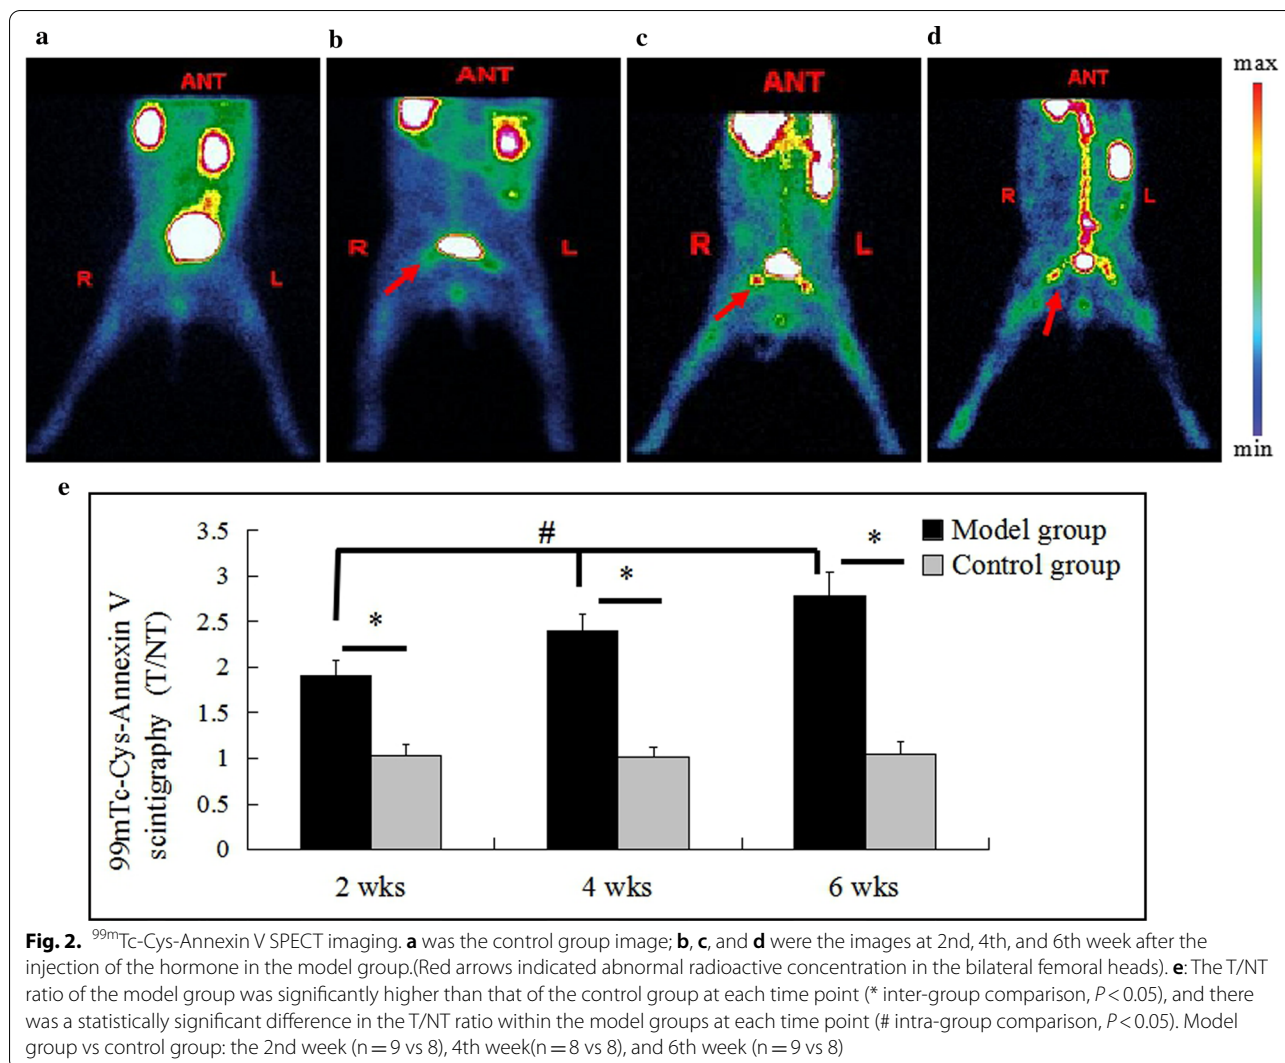 a
b
c
d
ANT
ANT
ANT
ANT
max
R
L
R
L
R
L
R
L
min
e
3.5
3
2.5
2
1.5
1
0.5
0
99mTc-Cys-Annexin V
scintigraphy (T/NT)
#
*
*
*
Model group
Control group
2 wks
4 wks
6 wks
Fig. 2. 99mTc-Cys-Annexin V SPECT imaging. a was the control group image; b, c, and d were the images at 2nd, 4th, and 6th week after the
injection of the hormone in the model group.(Red arrows indicated abnormal radioactive concentration in the bilateral femoral heads). e: The T/NT
ratio of the model group was significantly higher than that of the control group at each time point (* inter-group comparison, P < 0.05), and there
was a statistically significant difference in the T/NT ratio within the model groups at each time point (# intra-group comparison, P < 0.05). Model
group vs control group: the 2nd week (n = 9 vs 8), 4th week(n = 8 vs 8), and 6th week (n = 9 vs 8)